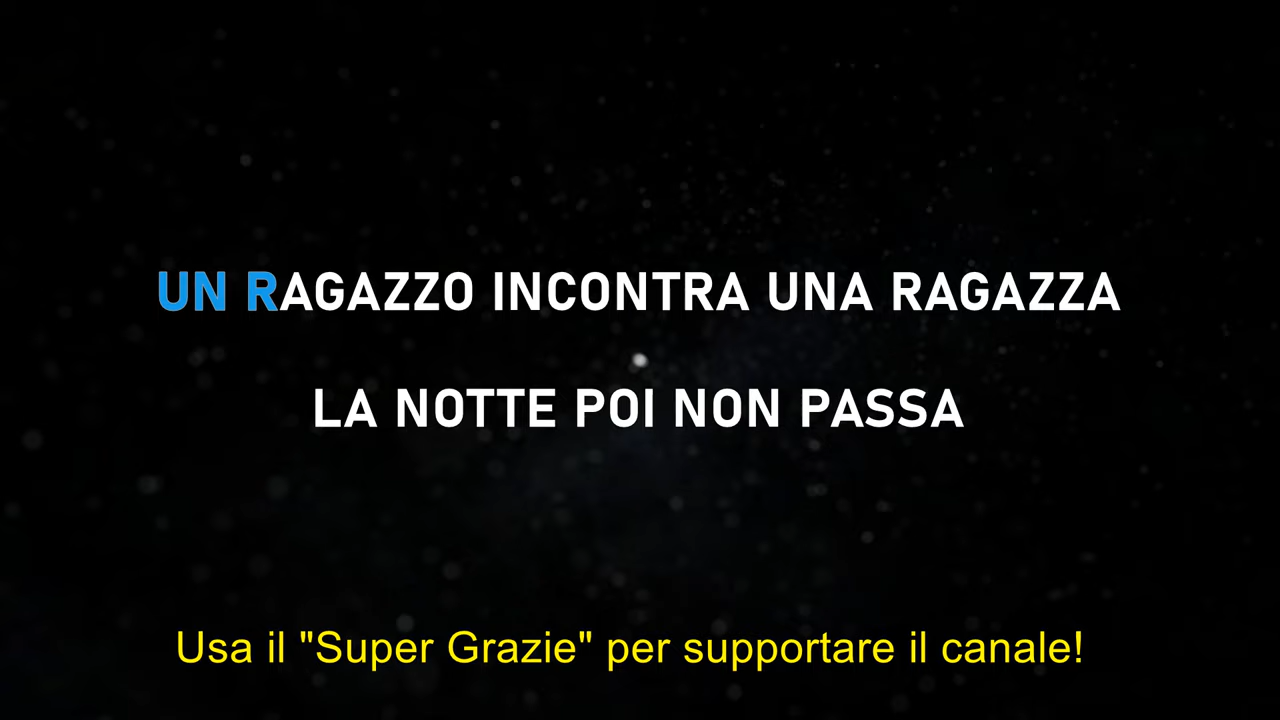 UN RAGAZZO INCONTRA UNA RAGAZZA
LA NOTTE POI NON PASSA
Usa il "Super Grazie" per supportare il canale!